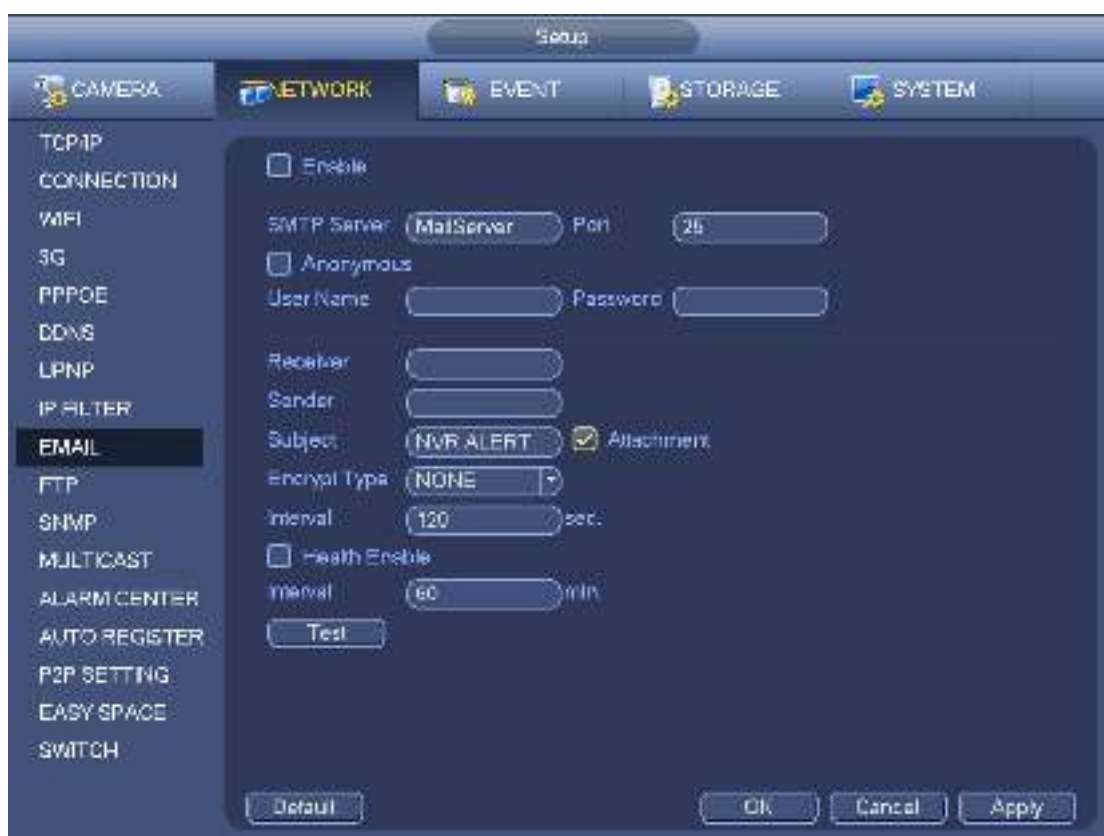 Setup
CAMERA NETWORK EVENT STORAGE SYSTEM
TCP/IP
CONNECTION
WIFI
3G
PPPOE
DDNS
UPNP
IP FILTER
EMAIL
FTP
SNMP
MULTICAST
ALARM CENTER
AUTO REGISTER
P2P SETTING
EASY SPACE
SWITCH
Enable
SMTP Server MailServer Port 25
Anonymous
User Name Password
Receiver
Sender
Subject NVR ALERT Attachment
Encrypt Type NONE
Interval 120 sec.
Health Enable
Interval 60 min
Test
Default OK Cancel Apply